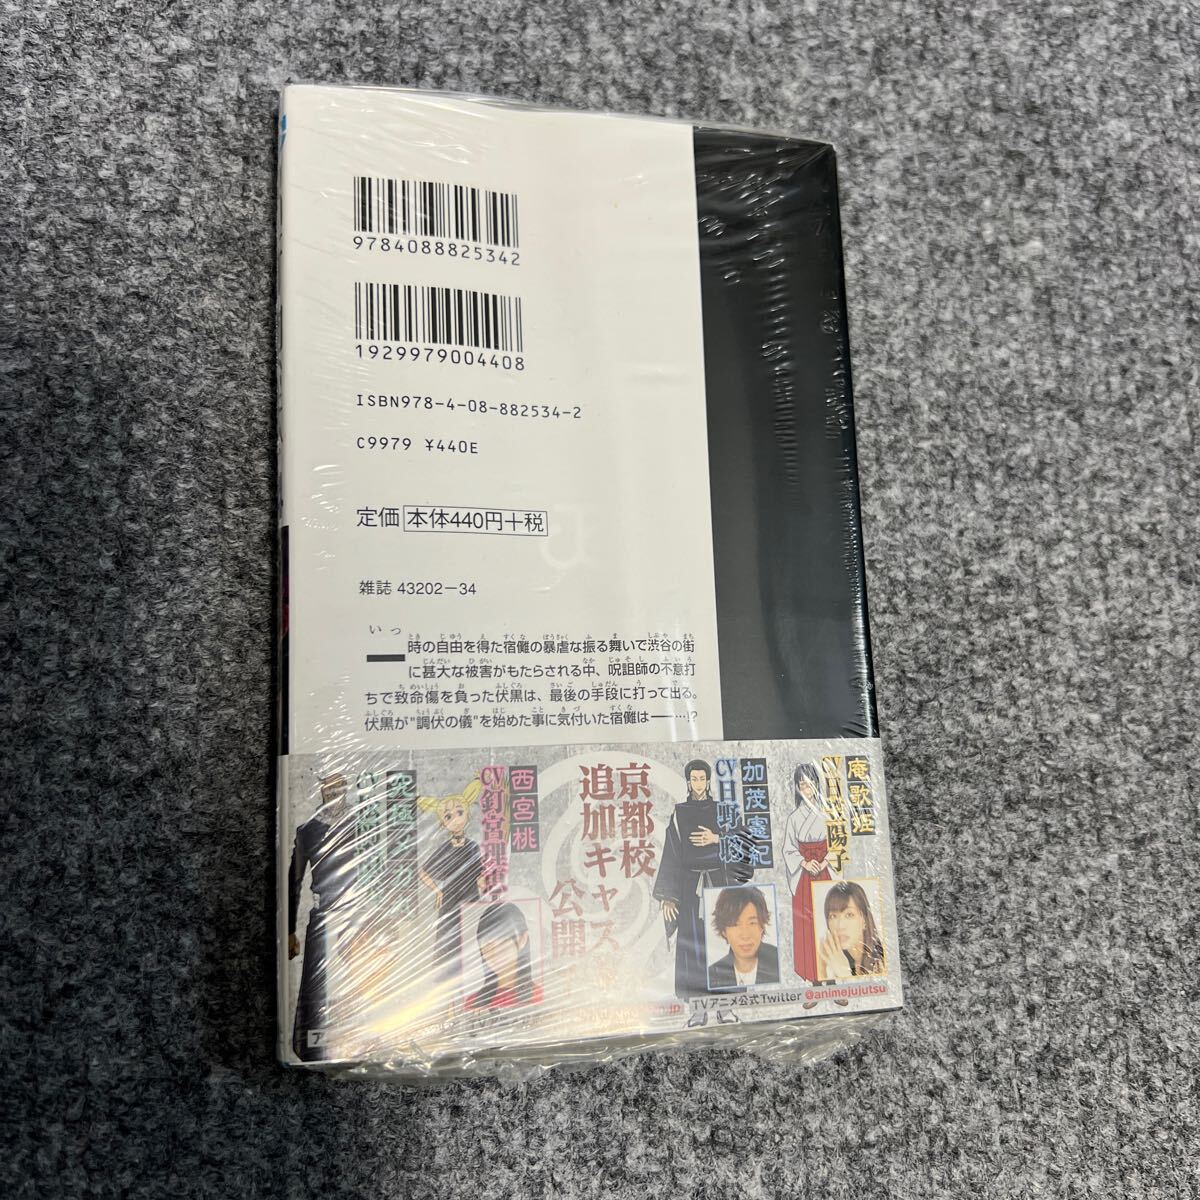 9784088825342
1929979004408
ISBN978-4-08-882534-2
C9979 ¥440E
定価 本体440円+税
雑誌 43202-34
一時の自由を得た宿儺の暴虐な振る舞いで渋谷の街
に甚大な被害がもたらされる中、呪詛師の不意打
ちで致命傷を負った伏黒は、最後の手段に打って出る。
伏黒が"調伏の儀"を始めた事に気付いた宿儺は――…!?
庵歌姫
加茂憲紀
CV日野聡
京都校
追加キャスト
公開
西宮桃
CV釘宮理恵
TVアニメ公式Twitter @animejujutsu